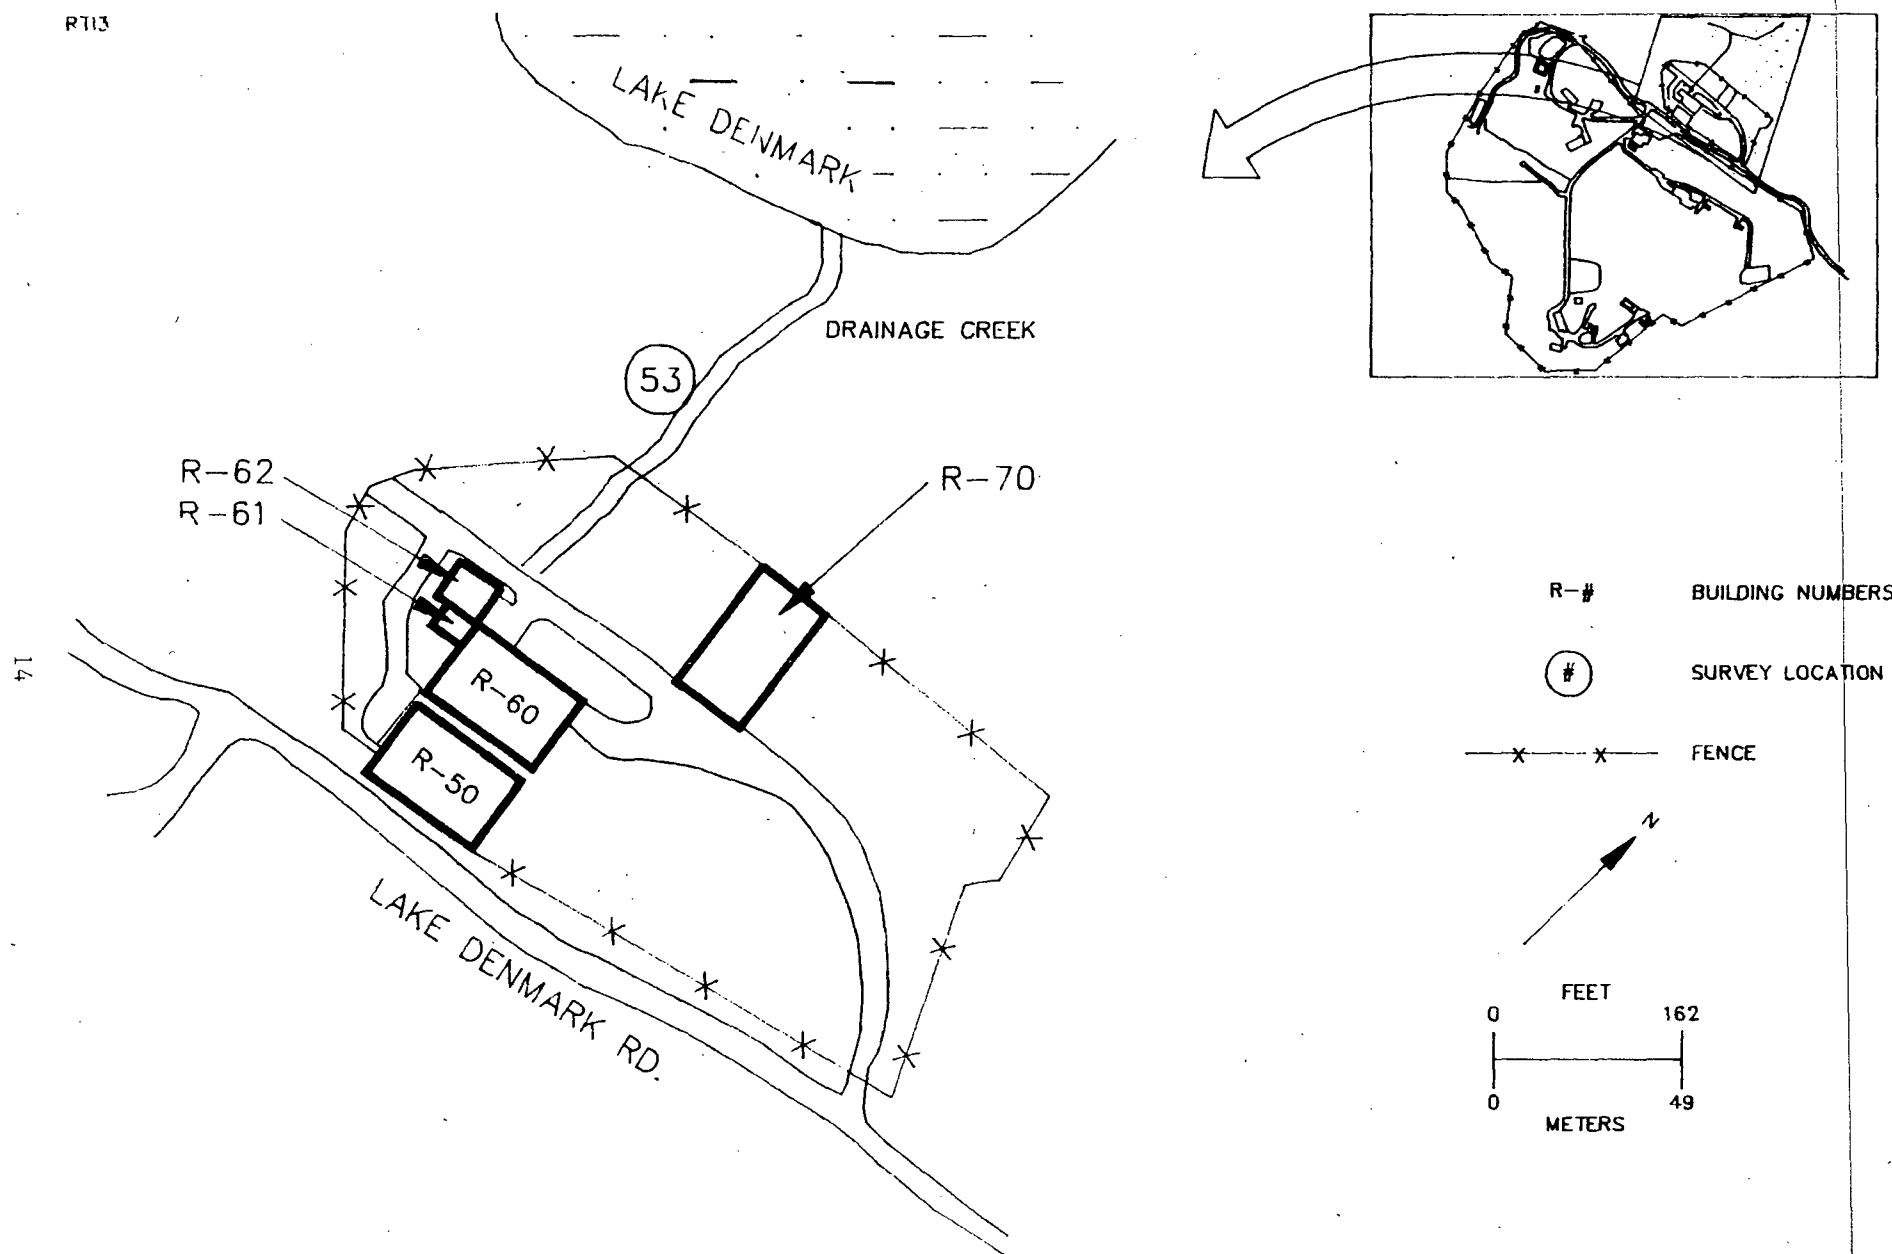 R713
LAKE DENMARK
DRAINAGE CREEK
53
R-62
R-61
R-70
R-60
R-50
LAKE DENMARK RD.
14
R-# BUILDING NUMBERS
# SURVEY LOCATION
FENCE
N
FEET
0 162
0 49
METERS